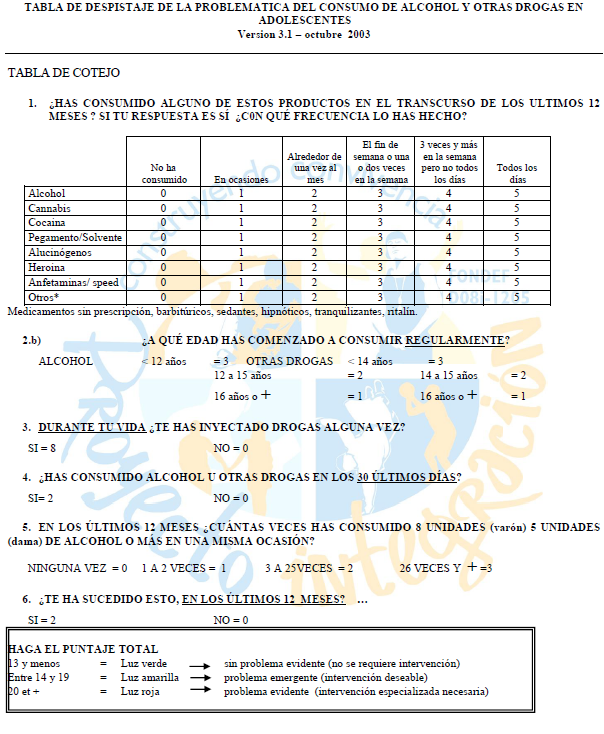 TABLA DE DESPISTAJE DE LA PROBLEMATICA DEL CONSUMO DE ALCOHOL Y OTRAS DROGAS EN
ADOLESCENTES
Version 3.1 – octubre 2003
TABLA DE COTEJO
1. ¿HAS CONSUMIDO ALGUNO DE ESTOS PRODUCTOS EN EL TRANSCURSO DE LOS ULTIMOS 12
MESES ? SI TU RESPUESTA ES SÍ ¿C0N QUÉ FRECUENCIA LO HAS HECHO?
No ha consumido En ocasiones Alrededor de una vez al mes El fin de semana o una o dos veces en la semana 3 veces y más en la semana pero no todos los días Todos los días
Alcohol 0 1 2 3 4 5
Cannabis 0 1 2 3 4 5
Cocaina 0 1 2 3 4 5
Pegamento/Solvente 0 1 2 3 4 5
Alucinógenos 0 1 2 3 4 5
Heroina 0 1 2 3 4 5
Anfetaminas/ speed 0 1 2 3 4 5
Otros* 0 1 2 3 4 5
Medicamentos sin prescripción, barbitúricos, sedantes, hipnóticos, tranquilizantes, ritalín.
2.b) ¿A QUÉ EDAD HAS COMENZADO A CONSUMIR REGULARMENTE?
ALCOHOL < 12 años = 3 OTRAS DROGAS < 14 años = 3
12 a 15 años = 2 14 a 15 años = 2
16 años o + = 1 16 años o + = 1
3. DURANTE TU VIDA ¿TE HAS INYECTADO DROGAS ALGUNA VEZ?
SI = 8 NO = 0
4. ¿HAS CONSUMIDO ALCOHOL U OTRAS DROGAS EN LOS 30 ÚLTIMOS DÍAS?
SI= 2 NO = 0
5. EN LOS ÚLTIMOS 12 MESES ¿CUÁNTAS VECES HAS CONSUMIDO 8 UNIDADES (varón) 5 UNIDADES
(dama) DE ALCOHOL O MÁS EN UNA MISMA OCASIÓN?
NINGUNA VEZ = 0 1 A 2 VECES = 1 3 A 25VECES = 2 26 VECES Y + =3
6. ¿TE HA SUCEDIDO ESTO, EN LOS ÚLTIMOS 12 MESES? …
SI = 2 NO = 0
HAGA EL PUNTAJE TOTAL
13 y menos = Luz verde → sin problema evidente (no se requiere intervención)
Entre 14 y 19 = Luz amarilla → problema emergente (intervención deseable)
20 et + = Luz roja → problema evidente (intervención especializada necesaria)
construyendo convivencia
Proyecto integración
CONDEF